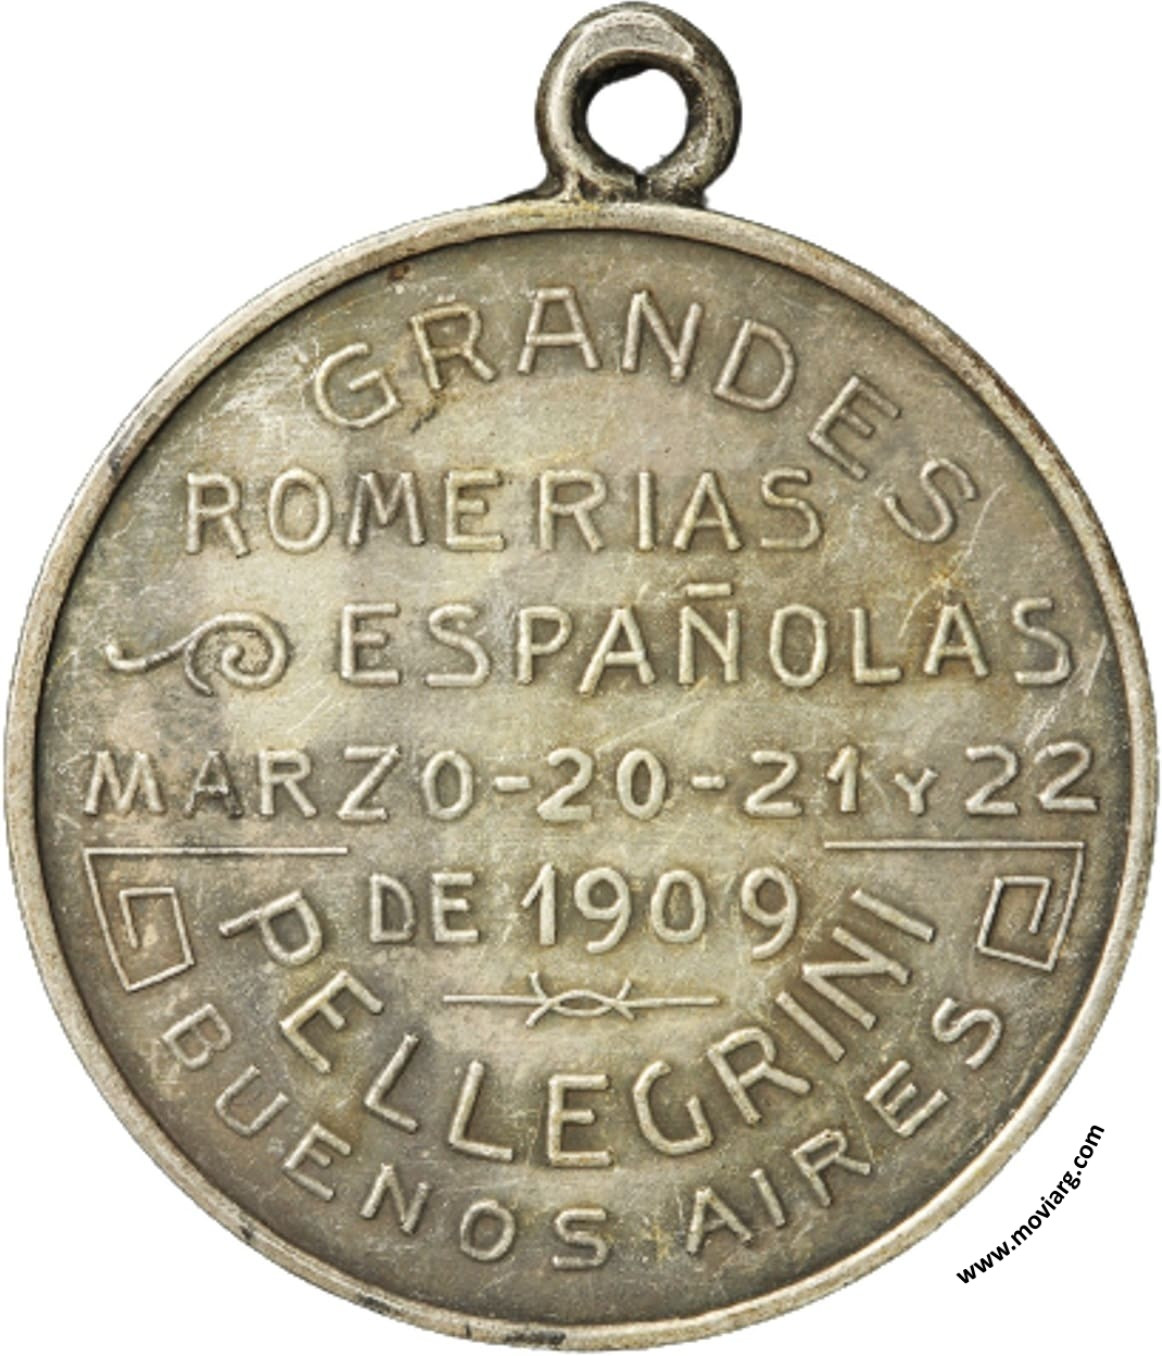 GRANDES
ROMERIAS
ESPAÑOLAS
MARZO-20-21 Y 22
DE 1909
PELLEGRINI
BUENOS AIRES
www.moviarg.com